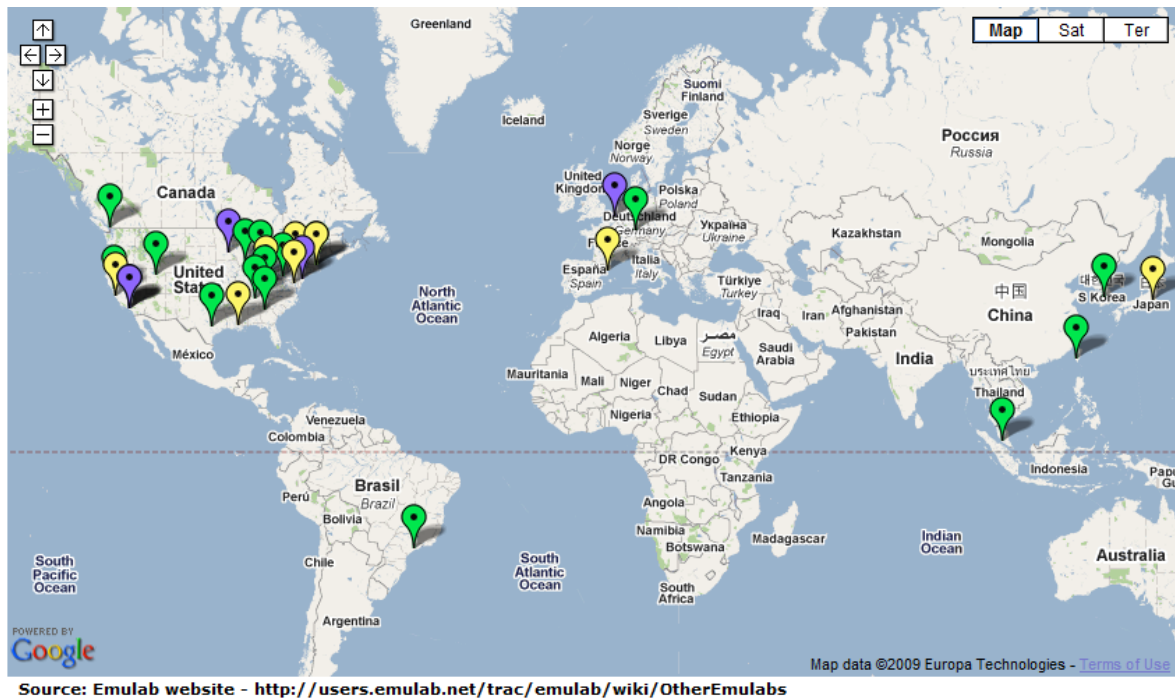 Greenland
Map Sat Ter
Iceland
Suomi
Finland
Sverige
Sweden
Norge
Norway
Россия
Russia
United
Kingdom
Polska
Poland
Canada
Deutschland
Germany
Україна
Ukraine
Kazakhstan
Mongolia
United
Italia
Italy
España
Spain
Türkiye
Turkey
中国
China
S Korea
Japan
North
Atlantic
Ocean
Iraq
Iran
Afghanistan
Pakistan
México
Algeria
Libya
مصر
Egypt
Saudi
Arabia
India
ประเทศไทย
Thailand
Mauritania
Mali
Niger
Chad
Sudan
Nigeria
Ethiopia
Venezuela
Colombia
DR Congo
Kenya
Tanzania
Indonesia
Brasil
Brazil
Perú
Bolivia
Angola
Namibia
Botswana
Madagascar
Indian
Ocean
Australia
South
Pacific
Ocean
Chile
South
Atlantic
Ocean
South
Africa
Argentina
POWERED BY
Google
Map data ©2009 Europa Technologies - Terms of Use
Source: Emulab website - http://users.emulab.net/trac/emulab/wiki/OtherEmulabs